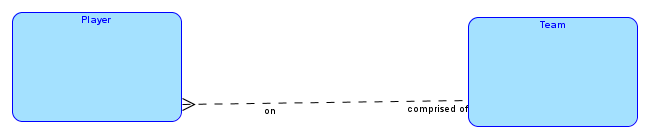 Player
Team
on
comprised of